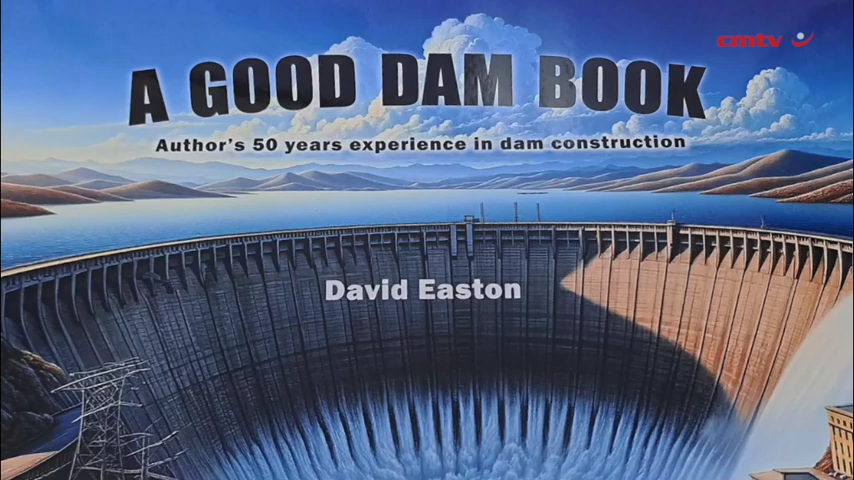 cmtv
A GOOD DAM BOOK
Author's 50 years experience in dam construction
David Easton